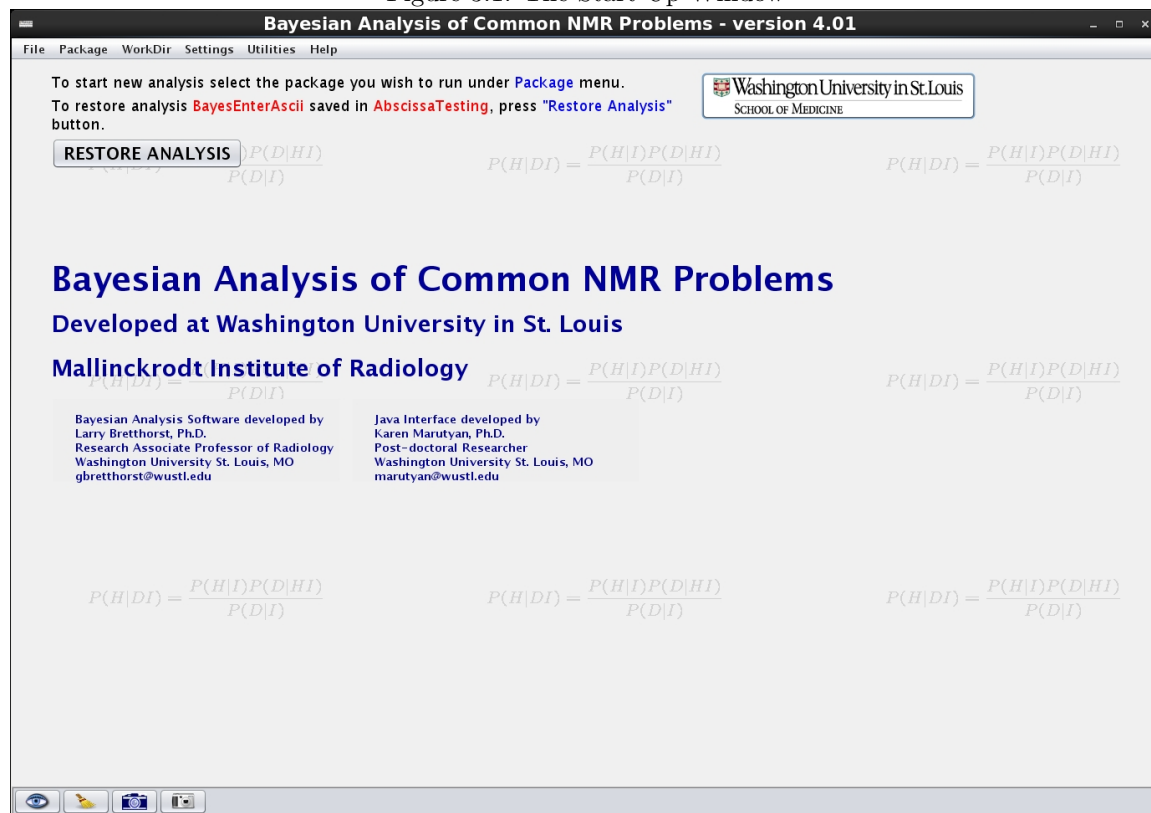 Bayesian Analysis of Common NMR Problems - version 4.01
File Package WorkDir Settings Utilities Help
To start new analysis select the package you wish to run under Package menu.
To restore analysis BayesEnterAscii saved in AbscissaTesting, press "Restore Analysis"
button.
Washington University in St. Louis
SCHOOL OF MEDICINE
RESTORE ANALYSIS
P(D|HI)
P(D|I)
P(H|DI) = P(H|I)P(D|HI)
P(D|I)
P(H|DI) = P(H|I)P(D|HI)
P(D|I)
Bayesian Analysis of Common NMR Problems
Developed at Washington University in St. Louis
Mallinckrodt Institute of Radiology
P(H|DI) =
P(D|I)
P(H|DI) = P(H|I)P(D|HI)
P(D|I)
P(H|DI) = P(H|I)P(D|HI)
P(D|I)
Bayesian Analysis Software developed by
Larry Bretthorst, Ph.D.
Research Associate Professor of Radiology
Washington University St. Louis, MO
gbretthorst@wustl.edu
Java Interface developed by
Karen Marutyan, Ph.D.
Post-doctoral Researcher
Washington University St. Louis, MO
marutyan@wustl.edu
P(H|DI) = P(H|I)P(D|HI)
P(D|I)
P(H|DI) = P(H|I)P(D|HI)
P(D|I)
P(H|DI) = P(H|I)P(D|HI)
P(D|I)